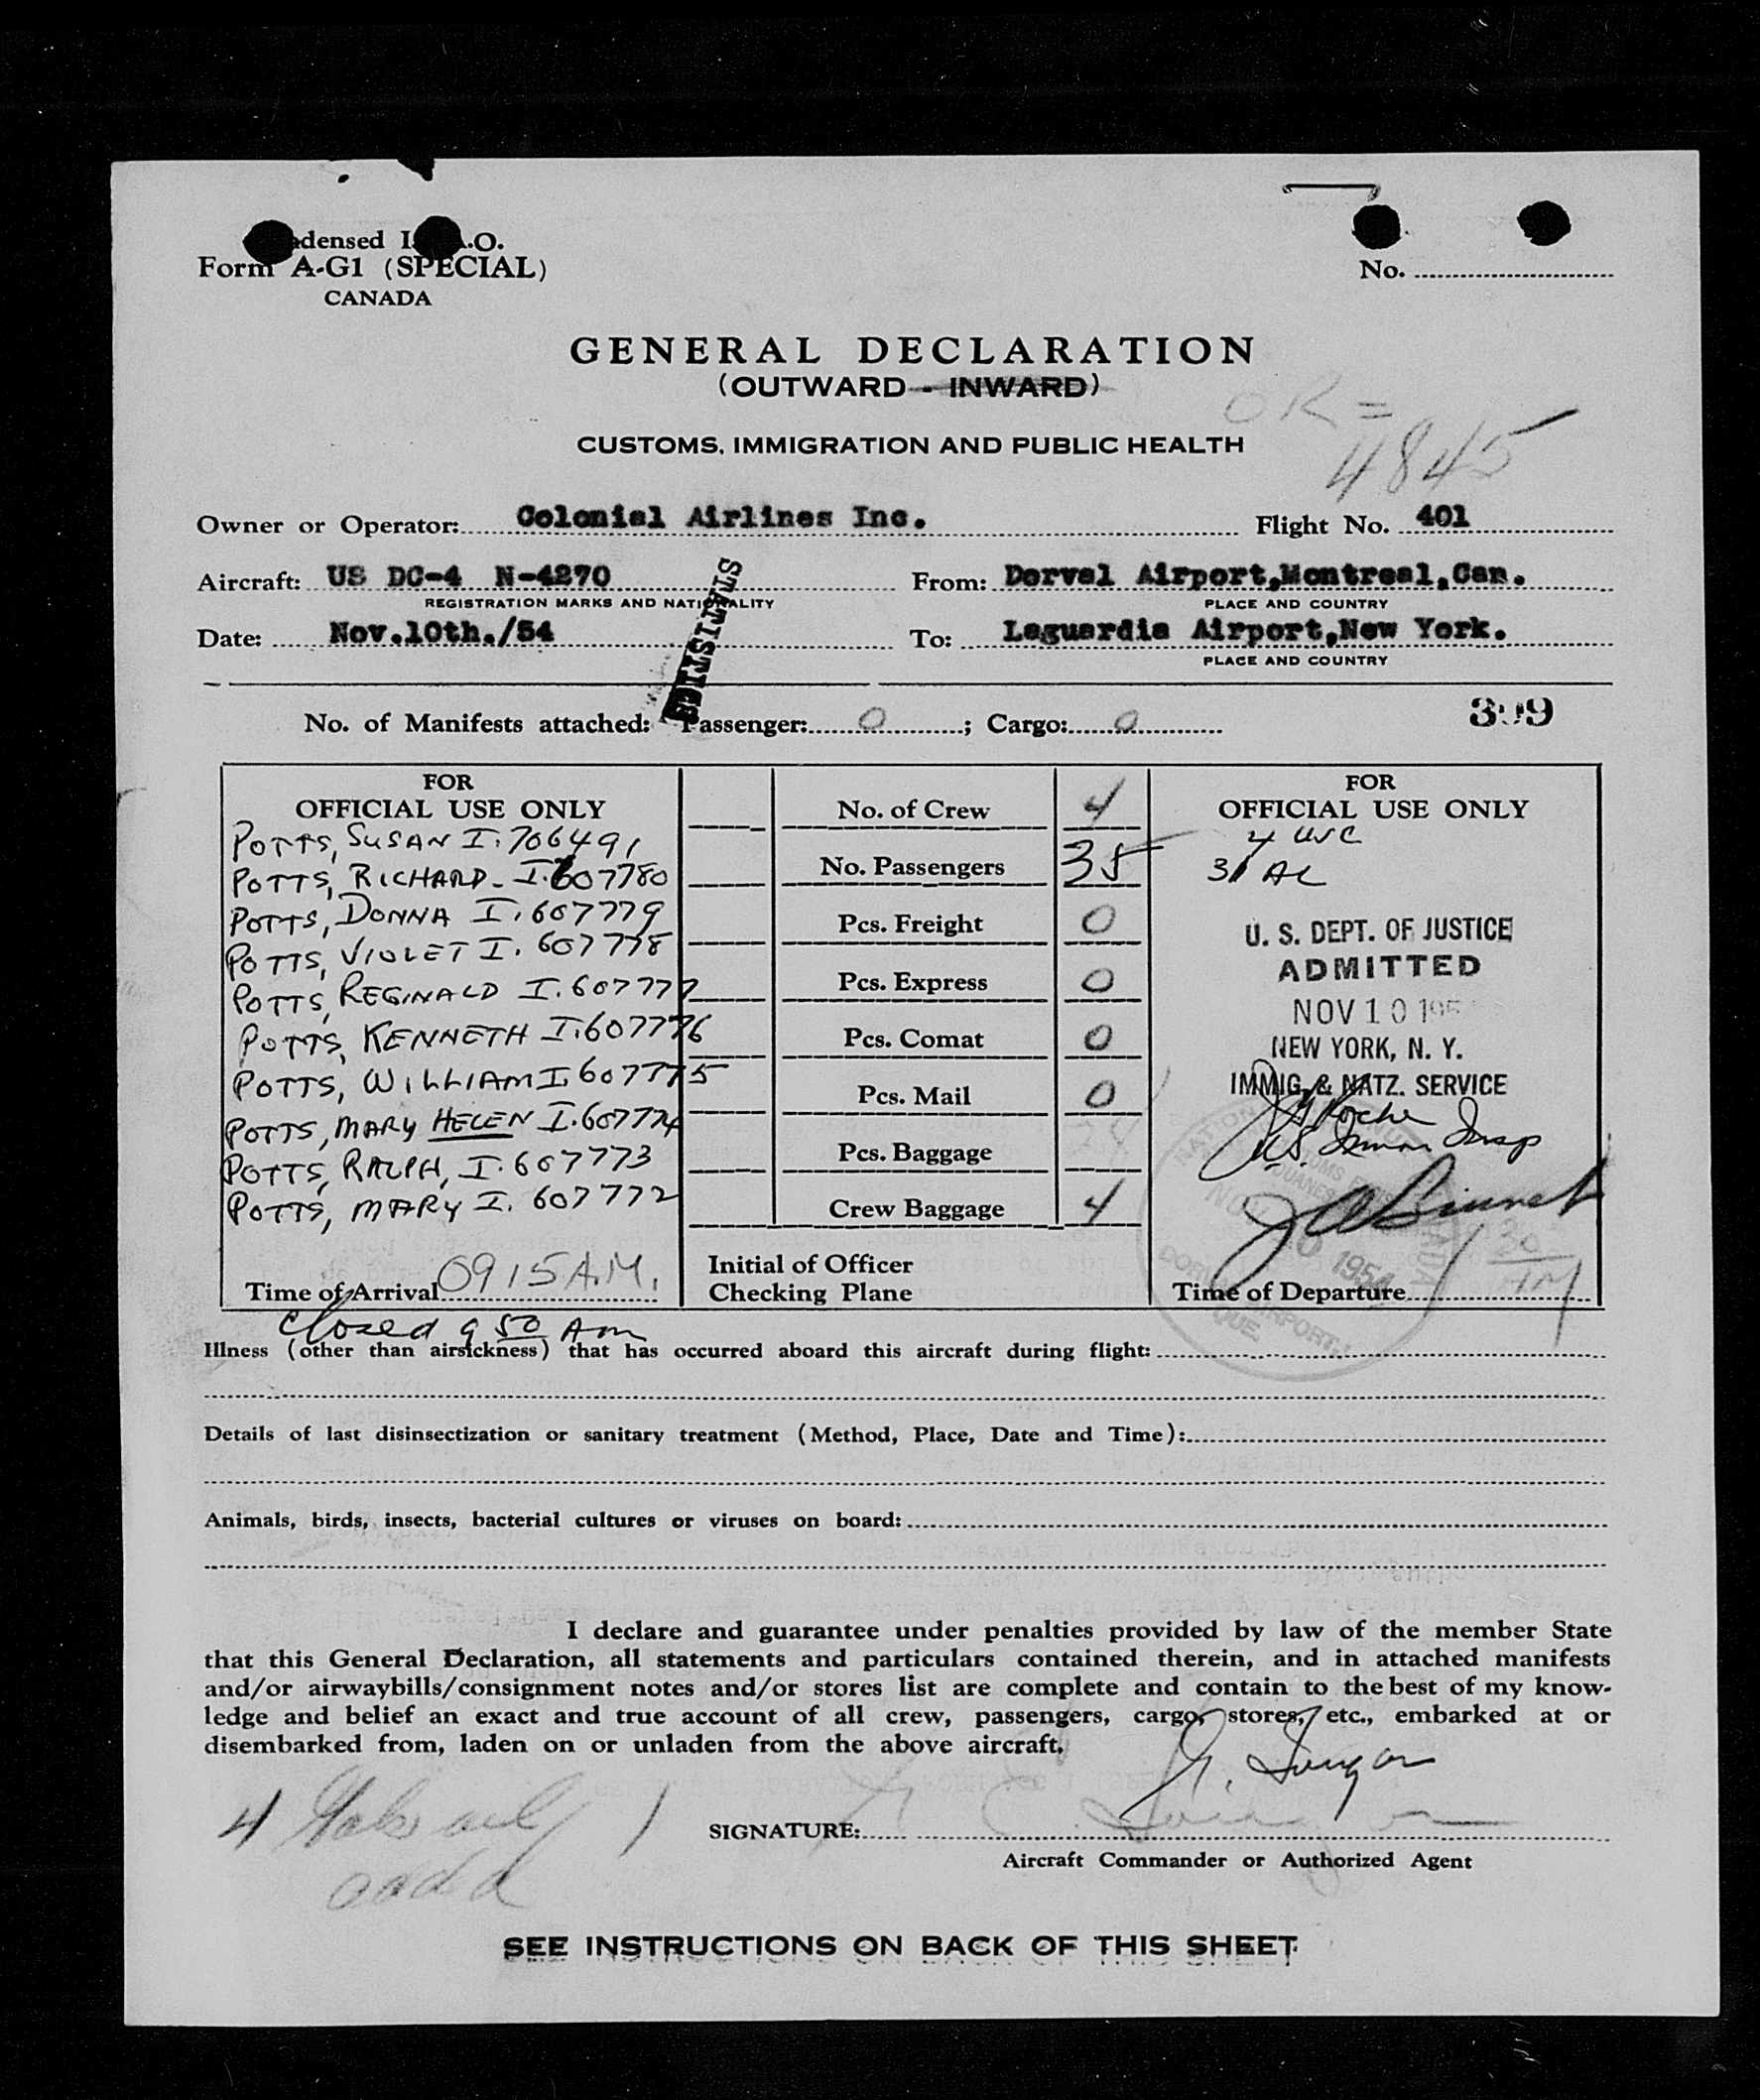 densed I. .O.
Form A-G1 (SPECIAL)
CANADA
No.
GENERAL DECLARATION
(OUTWARD - INWARD)
OK =
4845
CUSTOMS, IMMIGRATION AND PUBLIC HEALTH
Owner or Operator: Colonial Airlines Inc. Flight No. 401
Aircraft: US DC-4 N-4270 From: Dorval Airport,Montreal,Can.
REGISTRATION MARKS AND NATIONALITY PLACE AND COUNTRY
STATISTICS
Date: Nov.10th./54 To: Laguardia Airport,New York.
PLACE AND COUNTRY
309
No. of Manifests attached: Passenger: 0 ; Cargo: 0
FOR
OFFICIAL USE ONLY
POTTS, SUSAN I. 706491
POTTS, RICHARD - I. 607780
POTTS, DONNA I. 607779
POTTS, VIOLET I. 607778
POTTS, REGINALD I. 607777
POTTS, KENNETH I. 607776
POTTS, WILLIAM I. 607775
POTTS, MARY HELEN I. 607774
POTTS, RALPH, I. 607773
POTTS, MARY I. 607772
Time of Arrival 0915 A.M.
No. of Crew 4
No. Passengers 35
Pcs. Freight 0
Pcs. Express 0
Pcs. Comat 0
Pcs. Mail 0
Pcs. Baggage
Crew Baggage 4
Initial of Officer
Checking Plane
FOR
OFFICIAL USE ONLY
4 USC
31 AC
U. S. DEPT. OF JUSTICE
ADMITTED
NOV 10 195
NEW YORK, N. Y.
IMMIG. & NATZ. SERVICE
Roche
U.S. Immn Insp
1954
Time of Departure
closed 9 50 Am
Illness (other than airsickness) that has occurred aboard this aircraft during flight:
Details of last disinsectization or sanitary treatment (Method, Place, Date and Time):
Animals, birds, insects, bacterial cultures or viruses on board:
I declare and guarantee under penalties provided by law of the member State
that this General Declaration, all statements and particulars contained therein, and in attached manifests
and/or airwaybills/consignment notes and/or stores list are complete and contain to the best of my know-
ledge and belief an exact and true account of all crew, passengers, cargo, stores, etc., embarked at or
disembarked from, laden on or unladen from the above aircraft.
4
SIGNATURE:
Aircraft Commander or Authorized Agent
SEE INSTRUCTIONS ON BACK OF THIS SHEET